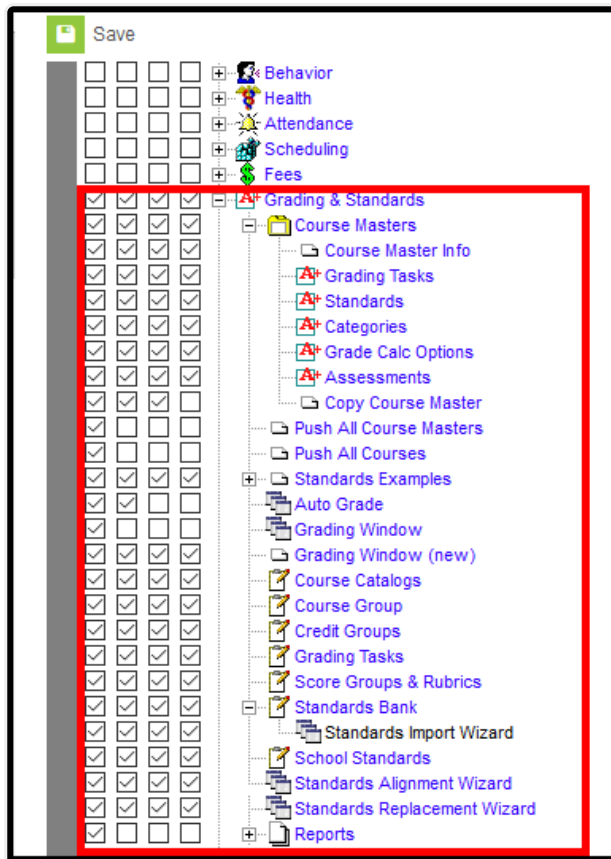 Save
Behavior
Health
Attendance
Scheduling
Fees
A+ Grading & Standards
Course Masters
Course Master Info
A+ Grading Tasks
A+ Standards
A+ Categories
A+ Grade Calc Options
A+ Assessments
Copy Course Master
Push All Course Masters
Push All Courses
Standards Examples
Auto Grade
Grading Window
Grading Window (new)
Course Catalogs
Course Group
Credit Groups
Grading Tasks
Score Groups & Rubrics
Standards Bank
Standards Import Wizard
School Standards
Standards Alignment Wizard
Standards Replacement Wizard
Reports